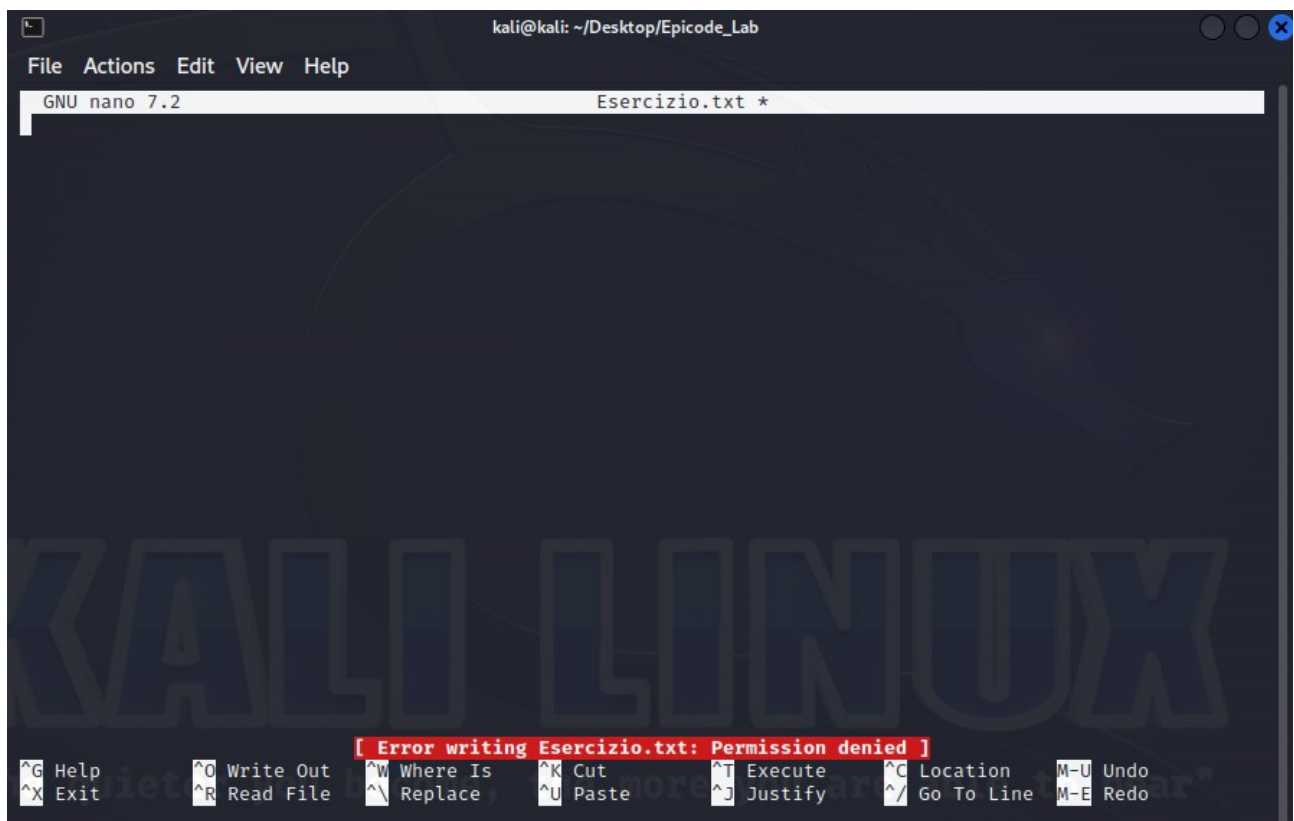 kali@kali: ~/Desktop/Epicode_Lab
File Actions Edit View Help
GNU nano 7.2 Esercizio.txt *
KALI LINUX
[ Error writing Esercizio.txt: Permission denied ]
^G Help ^O Write Out ^W Where Is ^K Cut ^T Execute ^C Location M-U Undo
^X Exit ^R Read File ^\ Replace ^U Paste ^J Justify ^/ Go To Line M-E Redo